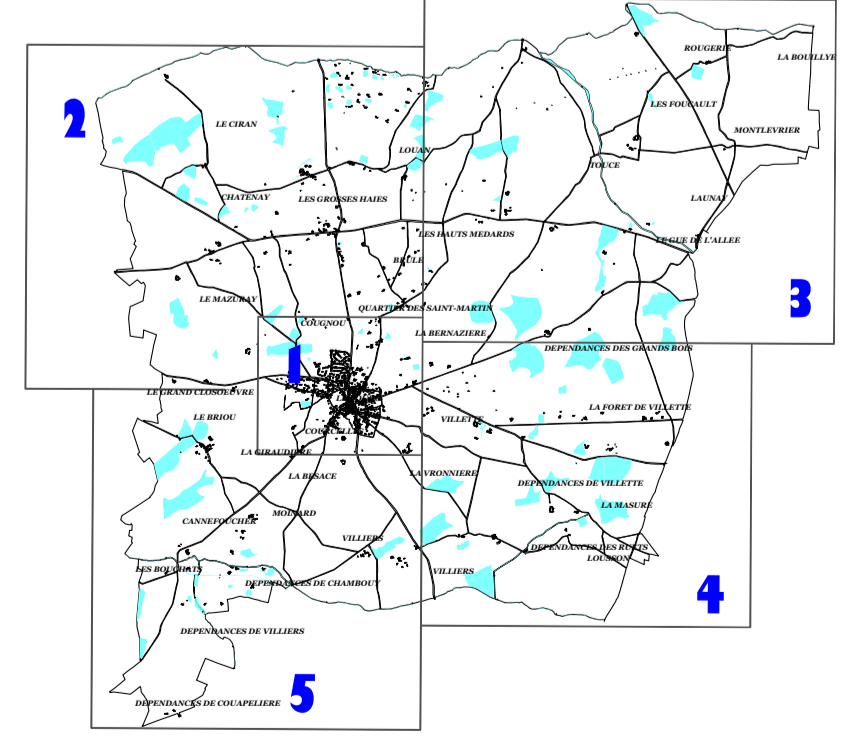 ROUGERIE
LA BOUILLYE
2
LES FOUCAULT
LE CIRAN
MONTLEVRIER
LOUAN
TOUCE
CHATENAY
LES GROSSES HAIES
LAUNAY
LES HAUTS MEDARDS
LE GUE DE L'ALLEE
BRULE
LE MAZURAY
3
QUARTIER DES SAINT-MARTIN
COUGNOU
LA BERNAZIERE
DEPENDANCES DES GRANDS BOIS
1
LE GRAND CLOSOEUVRE
LA FORET DE VILLETTE
LE BRIOU
VILLETTE
LA GIRAUDIERE
LA BESACE
LA VRONNIERE
DEPENDANCES DE VILLETTE
LA MASURE
MOINARD
CANNEFOUCHER
VILLIERS
DEPENDANCES DES RUETS
LOUSSON
LES BOUCHATS
VILLIERS
DEPENDANCES DE CHAMBOUY
4
DEPENDANCES DE VILLIERS
5
DEPENDANCES DE COUAPELIERE